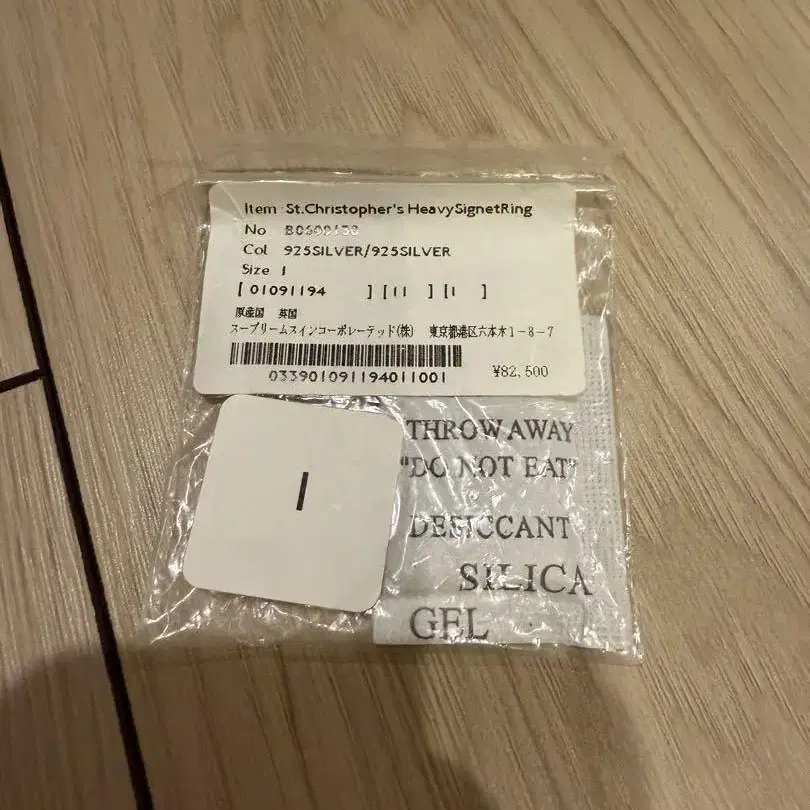 Item St.Christopher's HeavySignetRing
No
Col 925SILVER/925SILVER
Size 1
[ 01091194 ] [11 ] [1 ]
原産国 英国
スープリームスインコーポレーテッド(株) 東京都港区六本木1-8-7
033901091194011001 ¥82,500
I
THROW AWAY
"DO NOT EAT"
DESICCANT
SILICA
GEL